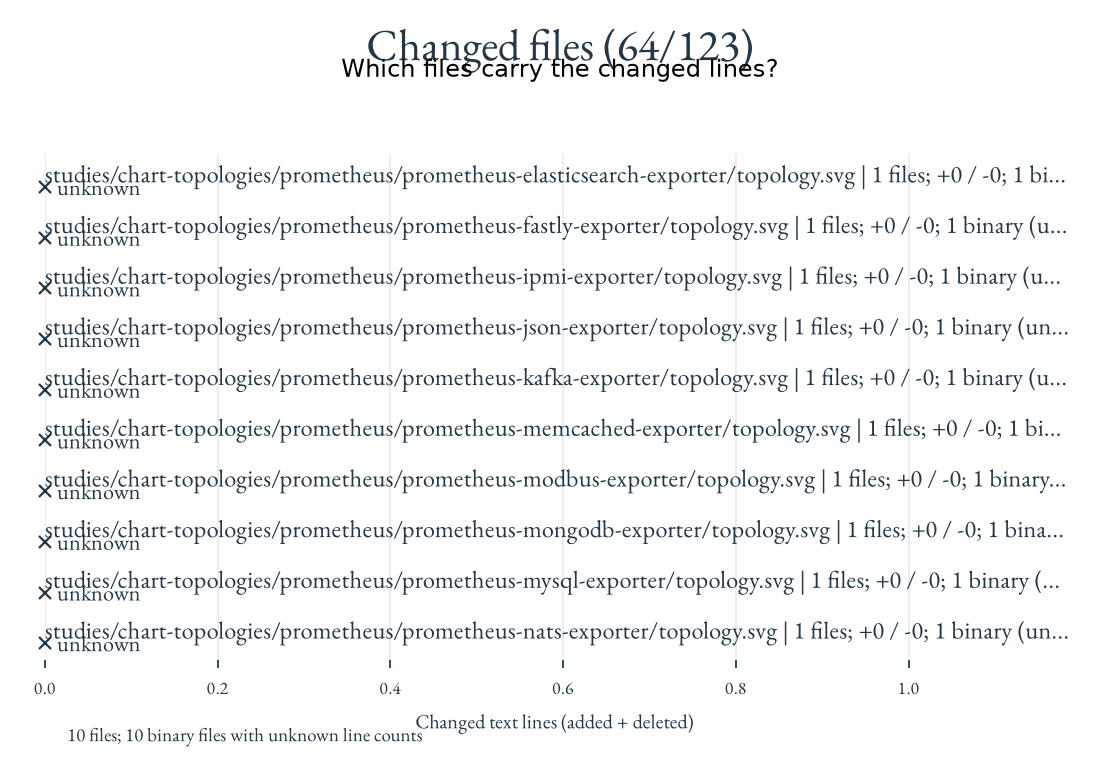 Changed files (64/123)
Which files carry the changed lines?
studies/chart-topologies/prometheus/prometheus-elasticsearch-exporter/topology.svg | 1 files; +0 / -0; 1 bi...
unknown
studies/chart-topologies/prometheus/prometheus-fastly-exporter/topology.svg | 1 files; +0 / -0; 1 binary (u...
unknown
studies/chart-topologies/prometheus/prometheus-ipmi-exporter/topology.svg | 1 files; +0 / -0; 1 binary (u...
unknown
studies/chart-topologies/prometheus/prometheus-json-exporter/topology.svg | 1 files; +0 / -0; 1 binary (un...
unknown
studies/chart-topologies/prometheus/prometheus-kafka-exporter/topology.svg | 1 files; +0 / -0; 1 binary (u...
unknown
studies/chart-topologies/prometheus/prometheus-memcached-exporter/topology.svg | 1 files; +0 / -0; 1 bi...
unknown
studies/chart-topologies/prometheus/prometheus-modbus-exporter/topology.svg | 1 files; +0 / -0; 1 binary...
unknown
studies/chart-topologies/prometheus/prometheus-mongodb-exporter/topology.svg | 1 files; +0 / -0; 1 bina...
unknown
studies/chart-topologies/prometheus/prometheus-mysql-exporter/topology.svg | 1 files; +0 / -0; 1 binary (...
unknown
studies/chart-topologies/prometheus/prometheus-nats-exporter/topology.svg | 1 files; +0 / -0; 1 binary (un...
unknown
0.0 0.2 0.4 0.6 0.8 1.0
Changed text lines (added + deleted)
10 files; 10 binary files with unknown line counts